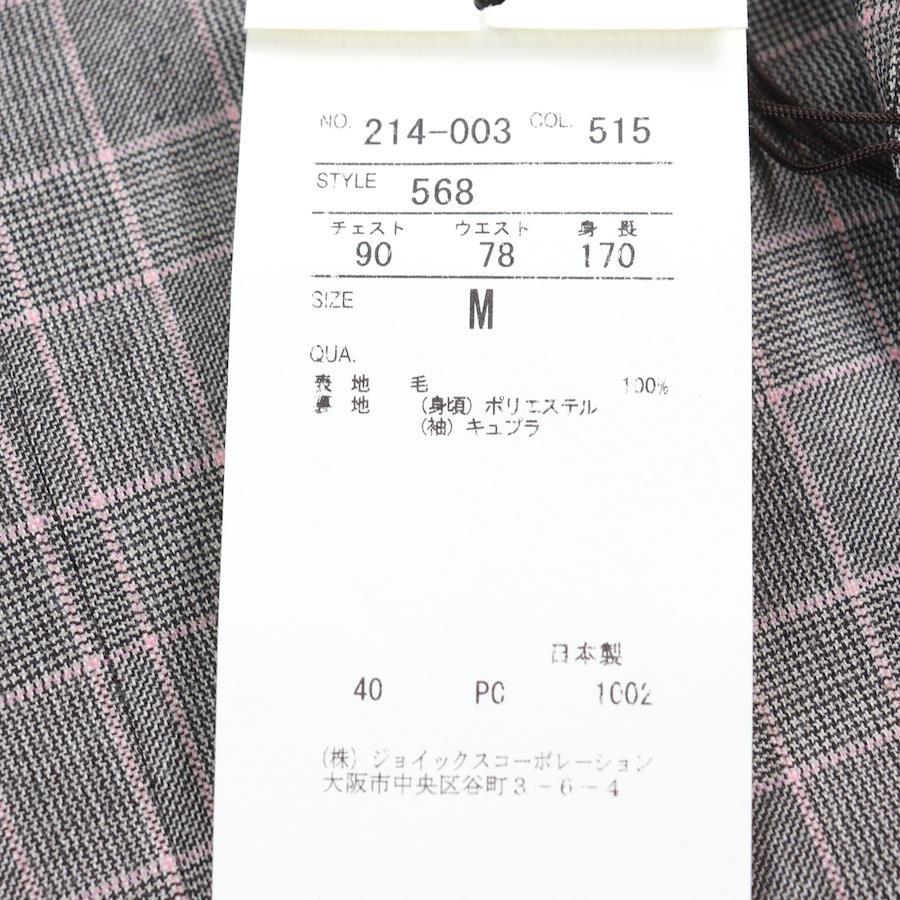 NO. 214-003 COL. 515
STYLE 568
チェスト ウエスト 身長
90 78 170
SIZE M
QUA.
表地 毛 100%
裏地 (身頃) ポリエステル
(袖) キュプラ
日本製
40 PC 1002
(株) ジョイックスコーポレーション
大阪市中央区谷町3-6-4